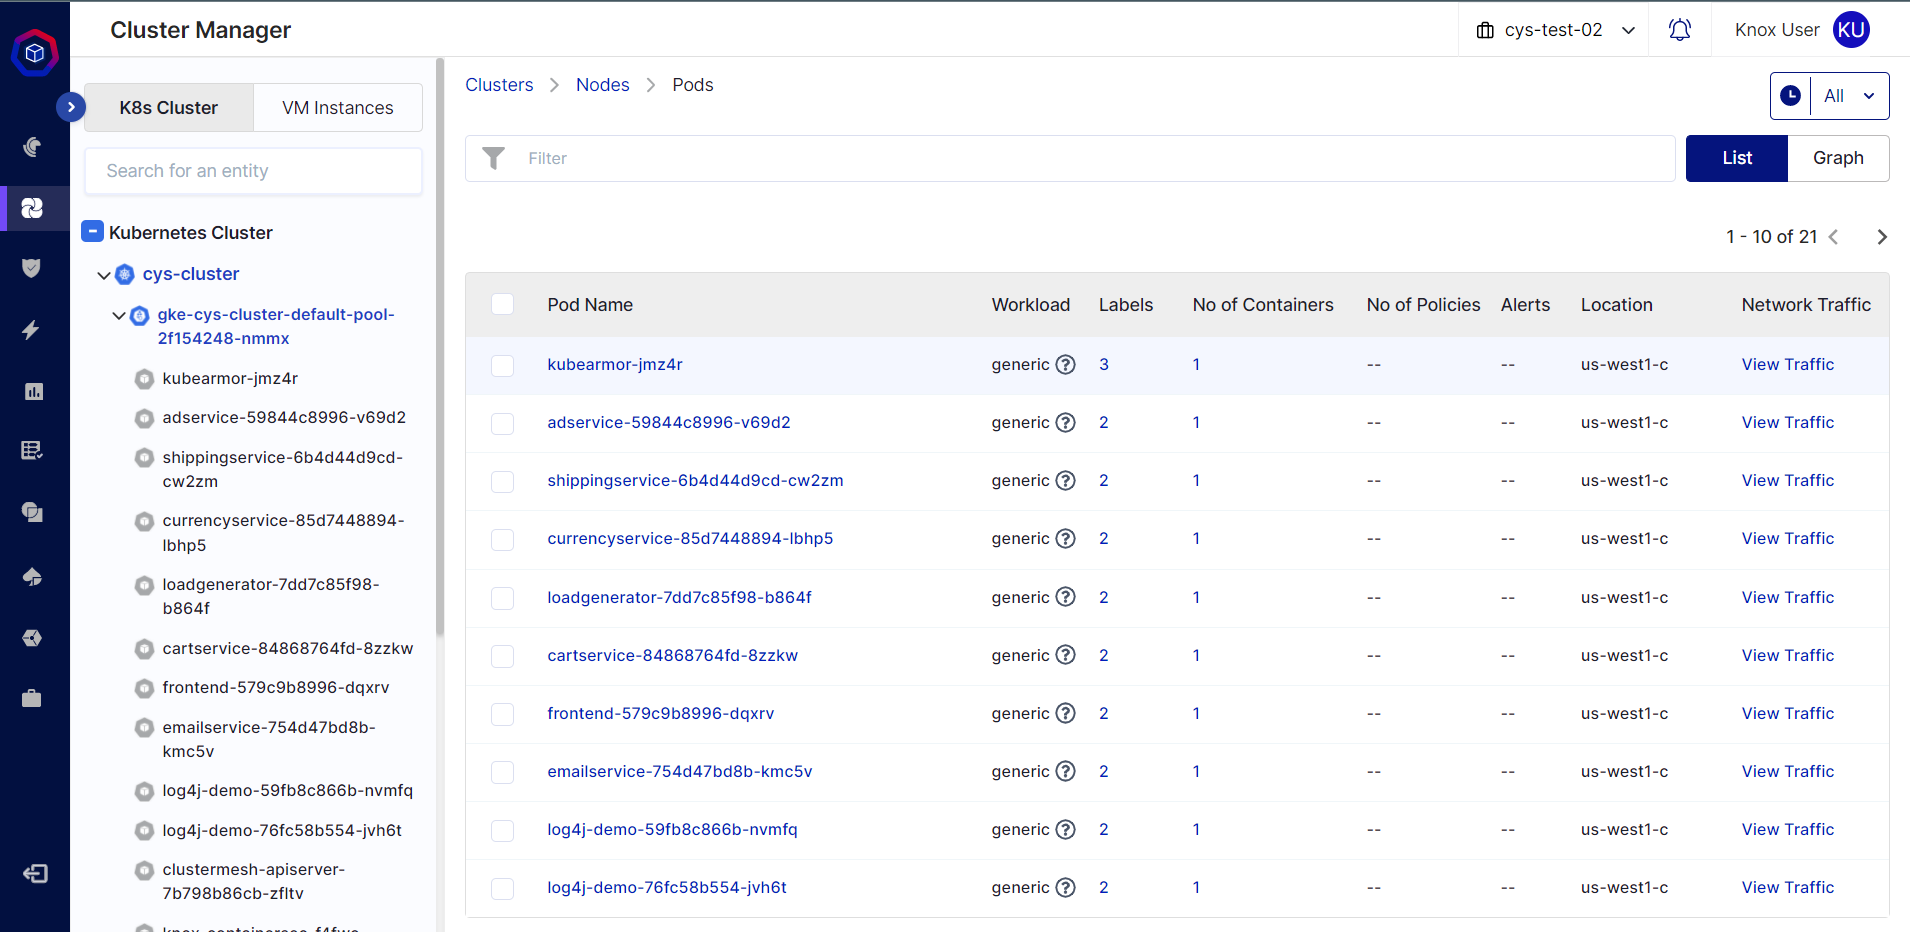 Cluster Manager
cys-test-02
Knox User
KU
K8s Cluster
VM Instances
Search for an entity
Kubernetes Cluster
cys-cluster
gke-cys-cluster-default-pool-
2f154248-nmmx
kubearmor-jmz4r
adservice-59844c8996-v69d2
shippingservice-6b4d44d9cd-
cw2zm
currencyservice-85d7448894-
lbhp5
loadgenerator-7dd7c85f98-
b864f
cartservice-84868764fd-8zzkw
frontend-579c9b8996-dqxrv
emailservice-754d47bd8b-
kmc5v
log4j-demo-59fb8c866b-nvmfq
log4j-demo-76fc58b554-jvh6t
clustermesh-apiserver-
7b798b86cb-zfltv
Clusters > Nodes > Pods
All
Filter
List
Graph
1 - 10 of 21
Pod Name Workload Labels No of Containers No of Policies Alerts Location Network Traffic
kubearmor-jmz4r generic ? 3 1 -- -- us-west1-c View Traffic
adservice-59844c8996-v69d2 generic ? 2 1 -- -- us-west1-c View Traffic
shippingservice-6b4d44d9cd-cw2zm generic ? 2 1 -- -- us-west1-c View Traffic
currencyservice-85d7448894-lbhp5 generic ? 2 1 -- -- us-west1-c View Traffic
loadgenerator-7dd7c85f98-b864f generic ? 2 1 -- -- us-west1-c View Traffic
cartservice-84868764fd-8zzkw generic ? 2 1 -- -- us-west1-c View Traffic
frontend-579c9b8996-dqxrv generic ? 2 1 -- -- us-west1-c View Traffic
emailservice-754d47bd8b-kmc5v generic ? 2 1 -- -- us-west1-c View Traffic
log4j-demo-59fb8c866b-nvmfq generic ? 2 1 -- -- us-west1-c View Traffic
log4j-demo-76fc58b554-jvh6t generic ? 2 1 -- -- us-west1-c View Traffic